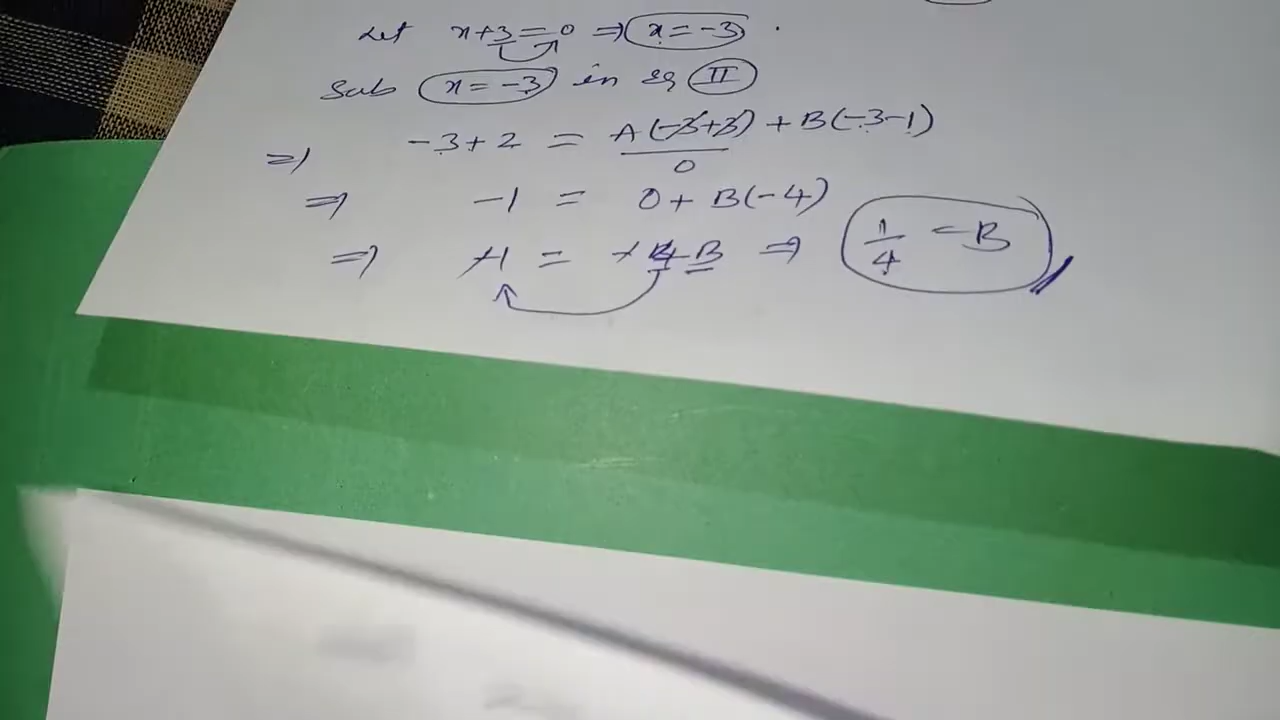 Let x+3=0 ⇒ x=-3 .
Sub x=-3 in eq II
⇒ -3+2 = A(-3+3) + B(-3-1)
0
⇒ -1 = 0+ B(-4)
⇒ -1 = -4B ⇒ 1/4 = B